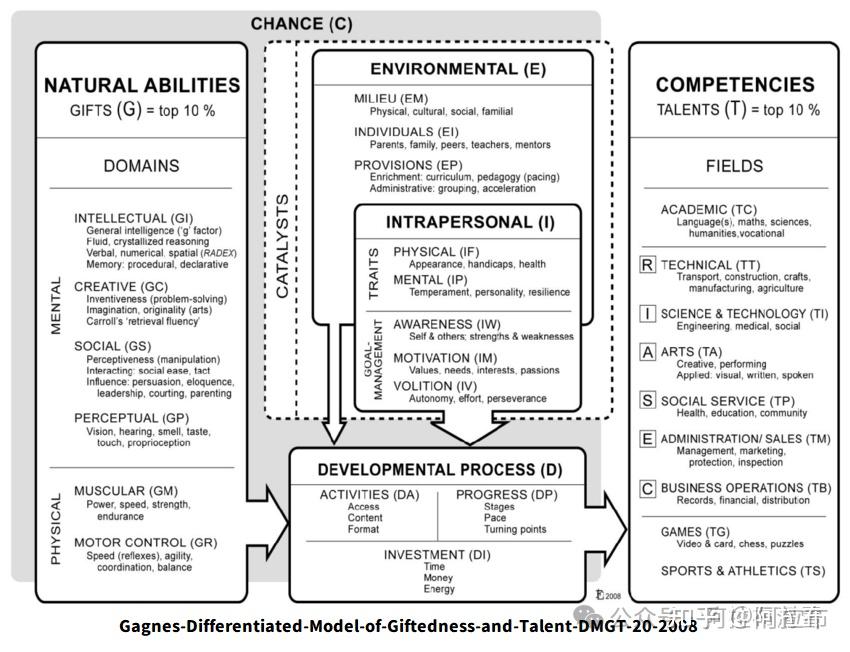 CHANCE (C)
NATURAL ABILITIES
GIFTS (G) = top 10 %
DOMAINS
MENTAL
INTELLECTUAL (GI)
General intelligence (‘g’ factor)
Fluid, crystallized reasoning
Verbal, numerical, spatial (RADEX)
Memory: procedural, declarative
CREATIVE (GC)
Inventiveness (problem-solving)
Imagination, originality (arts)
Carroll's 'retrieval fluency'
SOCIAL (GS)
Perceptiveness (manipulation)
Interacting: social ease, tact
Influence: persuasion, eloquence,
leadership, courting, parenting
PERCEPTUAL (GP)
Vision, hearing, smell, taste,
touch, proprioception
PHYSICAL
MUSCULAR (GM)
Power, speed, strength,
endurance
MOTOR CONTROL (GR)
Speed (reflexes), agility,
coordination, balance
CATALYSTS
ENVIRONMENTAL (E)
MILIEU (EM)
Physical, cultural, social, familial
INDIVIDUALS (EI)
Parents, family, peers, teachers, mentors
PROVISIONS (EP)
Enrichment: curriculum, pedagogy (pacing)
Administrative: grouping, acceleration
INTRAPERSONAL (I)
TRAITS
PHYSICAL (IF)
Appearance, handicaps, health
MENTAL (IP)
Temperament, personality, resilience
GOAL-
MANAGEMENT
AWARENESS (IW)
Self & others; strengths & weaknesses
MOTIVATION (IM)
Values, needs, interests, passions
VOLITION (IV)
Autonomy, effort, perseverance
DEVELOPMENTAL PROCESS (D)
ACTIVITIES (DA)
Access
Content
Format
PROGRESS (DP)
Stages
Pace
Turning points
INVESTMENT (DI)
Time
Money
Energy
2008
COMPETENCIES
TALENTS (T) = top 10 %
FIELDS
ACADEMIC (TC)
Language(s), maths, sciences,
humanities,vocational
R TECHNICAL (TT)
Transport, construction, crafts,
manufacturing, agriculture
I SCIENCE & TECHNOLOGY (TI)
Engineering, medical, social
A ARTS (TA)
Creative, performing
Applied: visual, written, spoken
S SOCIAL SERVICE (TP)
Health, education, community
E ADMINISTRATION/ SALES (TM)
Management, marketing,
protection, inspection
C BUSINESS OPERATIONS (TB)
Records, financial, distribution
GAMES (TG)
Video & card, chess, puzzles
SPORTS & ATHLETICS (TS)
Gagnes-Differentiated-Model-of-Giftedness-and-Talent-DMGT-20-2008